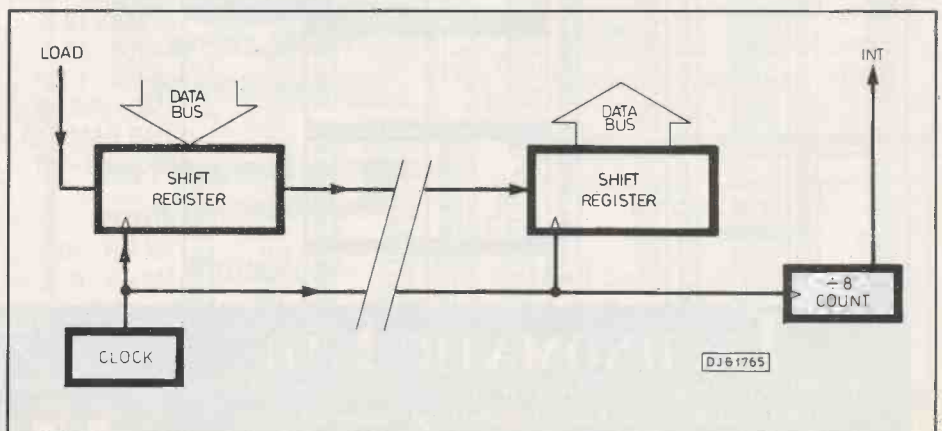 LOAD
INT
DATA
BUS
DATA
BUS
SHIFT
REGISTER
SHIFT
REGISTER
÷ 8
COUNT
CLOCK
DJ61765